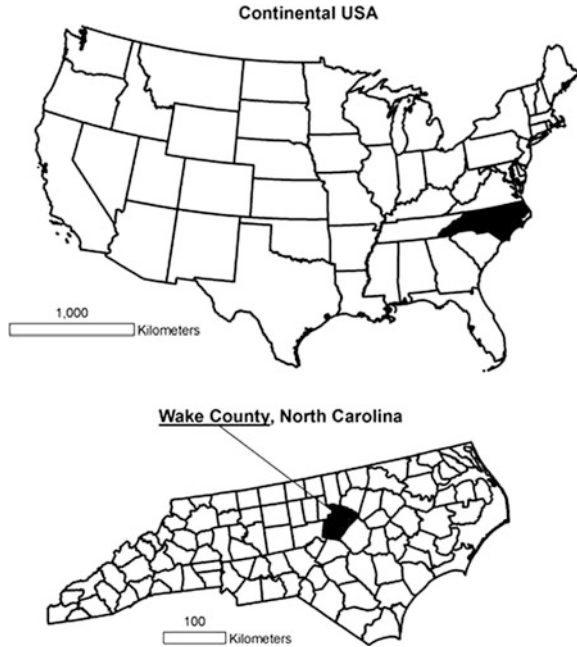 Continental USA
1,000
Kilometers
Wake County, North Carolina
100
Kilometers